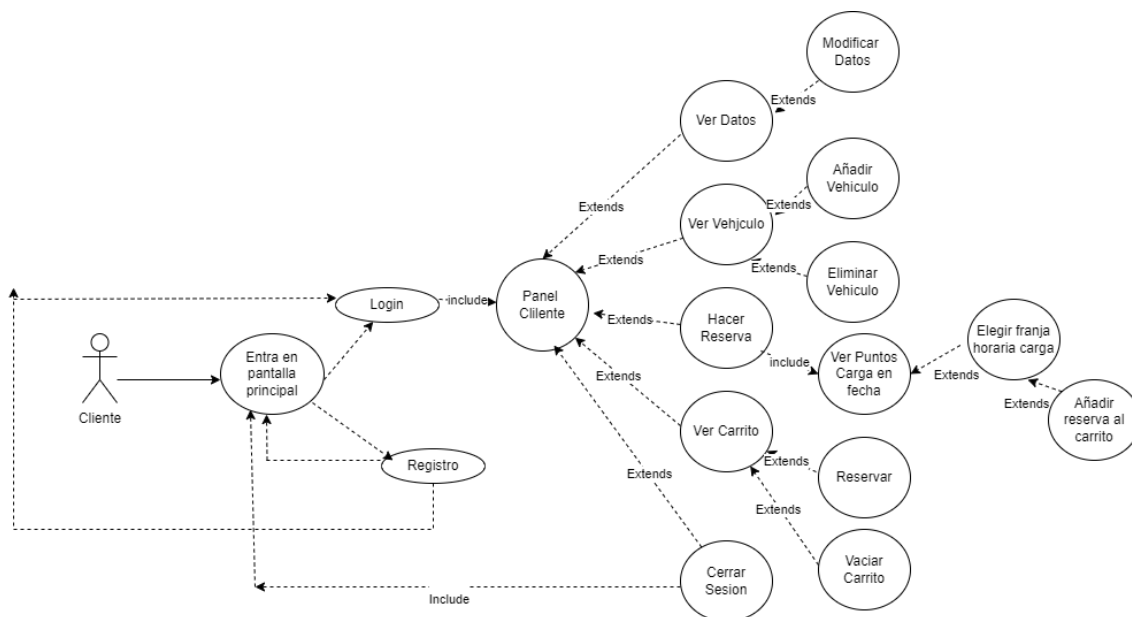 Modificar
Datos
Extends
Ver Datos
Añadir
Vehiculo
Extends
Extends
Ver Vehjculo
Extends
Extends
Eliminar
Vehiculo
Login
include
Panel
Clilente
Extends
Hacer
Reserva
include
Ver Puntos
Carga en
fecha
Elegir franja
horaria carga
Extends
Extends
Añadir
reserva al
carrito
Entra en
pantalla
principal
Cliente
Extends
Ver Carrito
Extends
Registro
Extends
Reservar
Extends
Vaciar
Carrito
Cerrar
Sesion
Include